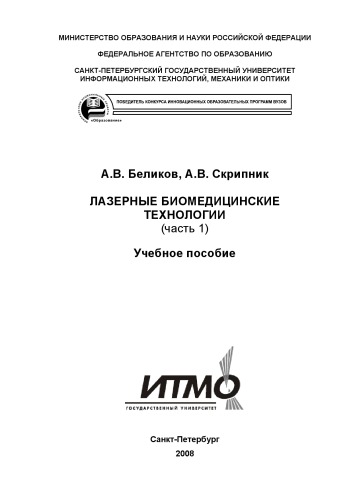 МИНИСТЕРСТВО ОБРАЗОВАНИЯ И НАУКИ РОССИЙСКОЙ ФЕДЕРАЦИИ
ФЕДЕРАЛЬНОЕ АГЕНТСТВО ПО ОБРАЗОВАНИЮ
САНКТ-ПЕТЕРБУРГСКИЙ ГОСУДАРСТВЕННЫЙ УНИВЕРСИТЕТ
ИНФОРМАЦИОННЫХ ТЕХНОЛОГИЙ, МЕХАНИКИ И ОПТИКИ
ПОБЕДИТЕЛЬ КОНКУРСА ИННОВАЦИОННЫХ ОБРАЗОВАТЕЛЬНЫХ ПРОГРАММ ВУЗОВ
«Образование»
А.В. Беликов, А.В. Скрипник
ЛАЗЕРНЫЕ БИОМЕДИЦИНСКИЕ
ТЕХНОЛОГИИ
(часть 1)
Учебное пособие
ИТМО
ГОСУДАРСТВЕННЫЙ УНИВЕРСИТЕТ
Санкт-Петербург
2008